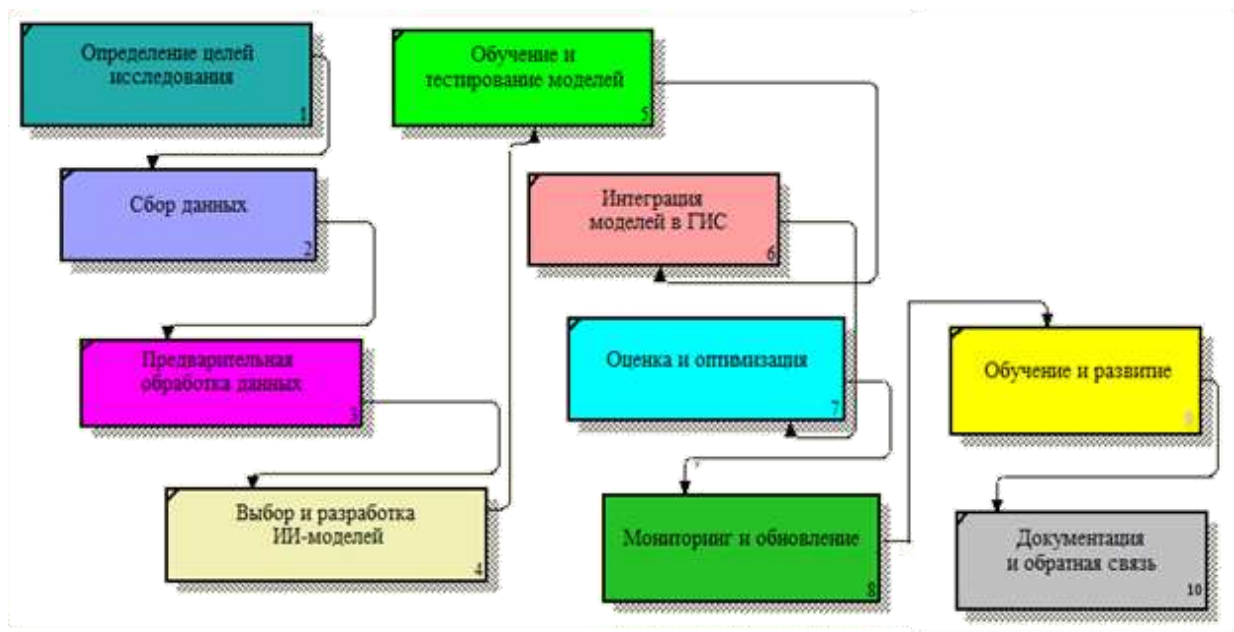 Определение целей
исследования
1
Сбор данных
2
Предварительная
обработка данных
3
Выбор и разработка
ИИ-моделей
4
Обучение и
тестирование моделей
5
Интеграция
моделей в ГИС
6
Оценка и оптимизация
7
Мониторинг и обновление
8
Обучение и развитие
9
Документация
и обратная связь
10